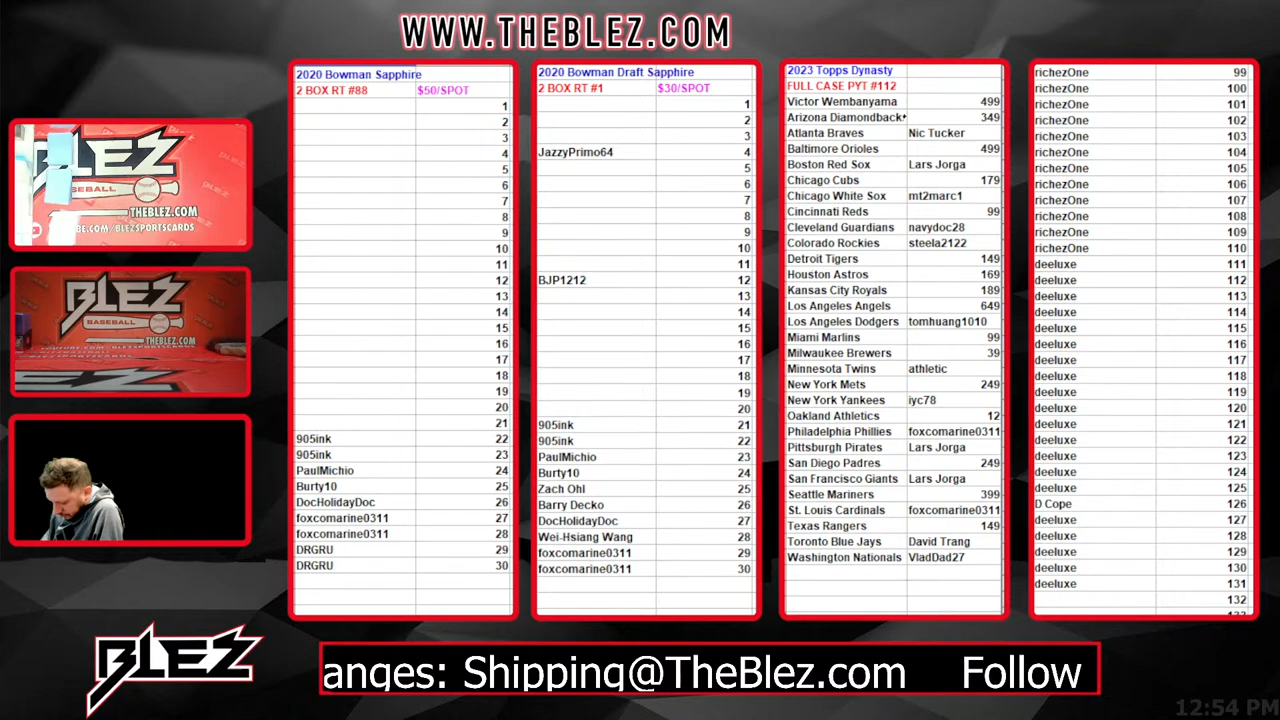 WWW.THEBLEZ.COM
2020 Bowman Sapphire
2 BOX RT #88 $50/SPOT
1
2
3
4
5
6
7
8
9
10
11
12
13
14
15
16
17
18
19
20
21
905ink 22
905ink 23
PaulMichio 24
Burty10 25
DocHolidayDoc 26
foxcomarine0311 27
foxcomarine0311 28
DRGRU 29
DRGRU 30
2020 Bowman Draft Sapphire
2 BOX RT #1 $30/SPOT
1
2
3
JazzyPrimo64 4
5
6
7
8
9
10
11
BJP1212 12
13
14
15
16
17
18
19
20
905ink 21
905ink 22
PaulMichio 23
Burty10 24
Zach Ohl 25
Barry Decko 26
DocHolidayDoc 27
Wei-Hsiang Wang 28
foxcomarine0311 29
foxcomarine0311 30
2023 Topps Dynasty
FULL CASE PYT #112
Victor Wembanyama 499
Arizona Diamondback 349
Atlanta Braves Nic Tucker
Baltimore Orioles 499
Boston Red Sox Lars Jorga
Chicago Cubs 179
Chicago White Sox mt2marc1
Cincinnati Reds 99
Cleveland Guardians navydoc28
Colorado Rockies steela2122
Detroit Tigers 149
Houston Astros 169
Kansas City Royals 189
Los Angeles Angels 649
Los Angeles Dodgers tomhuang1010
Miami Marlins 99
Milwaukee Brewers 39
Minnesota Twins athletic
New York Mets 249
New York Yankees iyc78
Oakland Athletics 12
Philadelphia Phillies foxcomarine0311
Pittsburgh Pirates Lars Jorga
San Diego Padres 249
San Francisco Giants Lars Jorga
Seattle Mariners 399
St. Louis Cardinals foxcomarine0311
Texas Rangers 149
Toronto Blue Jays David Trang
Washington Nationals VladDad27
richezOne 99
richezOne 100
richezOne 101
richezOne 102
richezOne 103
richezOne 104
richezOne 105
richezOne 106
richezOne 107
richezOne 108
richezOne 109
richezOne 110
deeluxe 111
deeluxe 112
deeluxe 113
deeluxe 114
deeluxe 115
deeluxe 116
deeluxe 117
deeluxe 118
deeluxe 119
deeluxe 120
deeluxe 121
deeluxe 122
deeluxe 123
deeluxe 124
deeluxe 125
D Cope 126
deeluxe 127
deeluxe 128
deeluxe 129
deeluxe 130
deeluxe 131
132
BLEZ
BASEBALL
THEBLEZ.COM
BLEZ
BASEBALL
THEBLEZ.COM
BLEZ
anges: Shipping@TheBlez.com Follow
12:54 PM